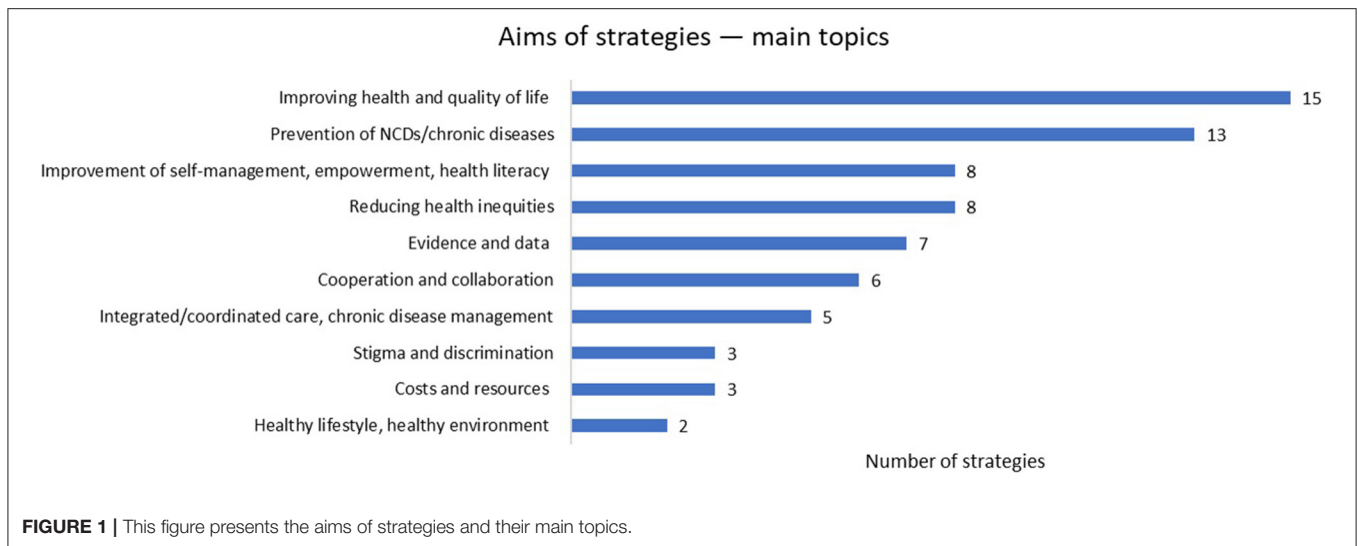 Aims of strategies — main topics
Improving health and quality of life 15
Prevention of NCDs/chronic diseases 13
Improvement of self-management, empowerment, health literacy 8
Reducing health inequities 8
Evidence and data 7
Cooperation and collaboration 6
Integrated/coordinated care, chronic disease management 5
Stigma and discrimination 3
Costs and resources 3
Healthy lifestyle, healthy environment 2
Number of strategies
FIGURE 1 | This figure presents the aims of strategies and their main topics.